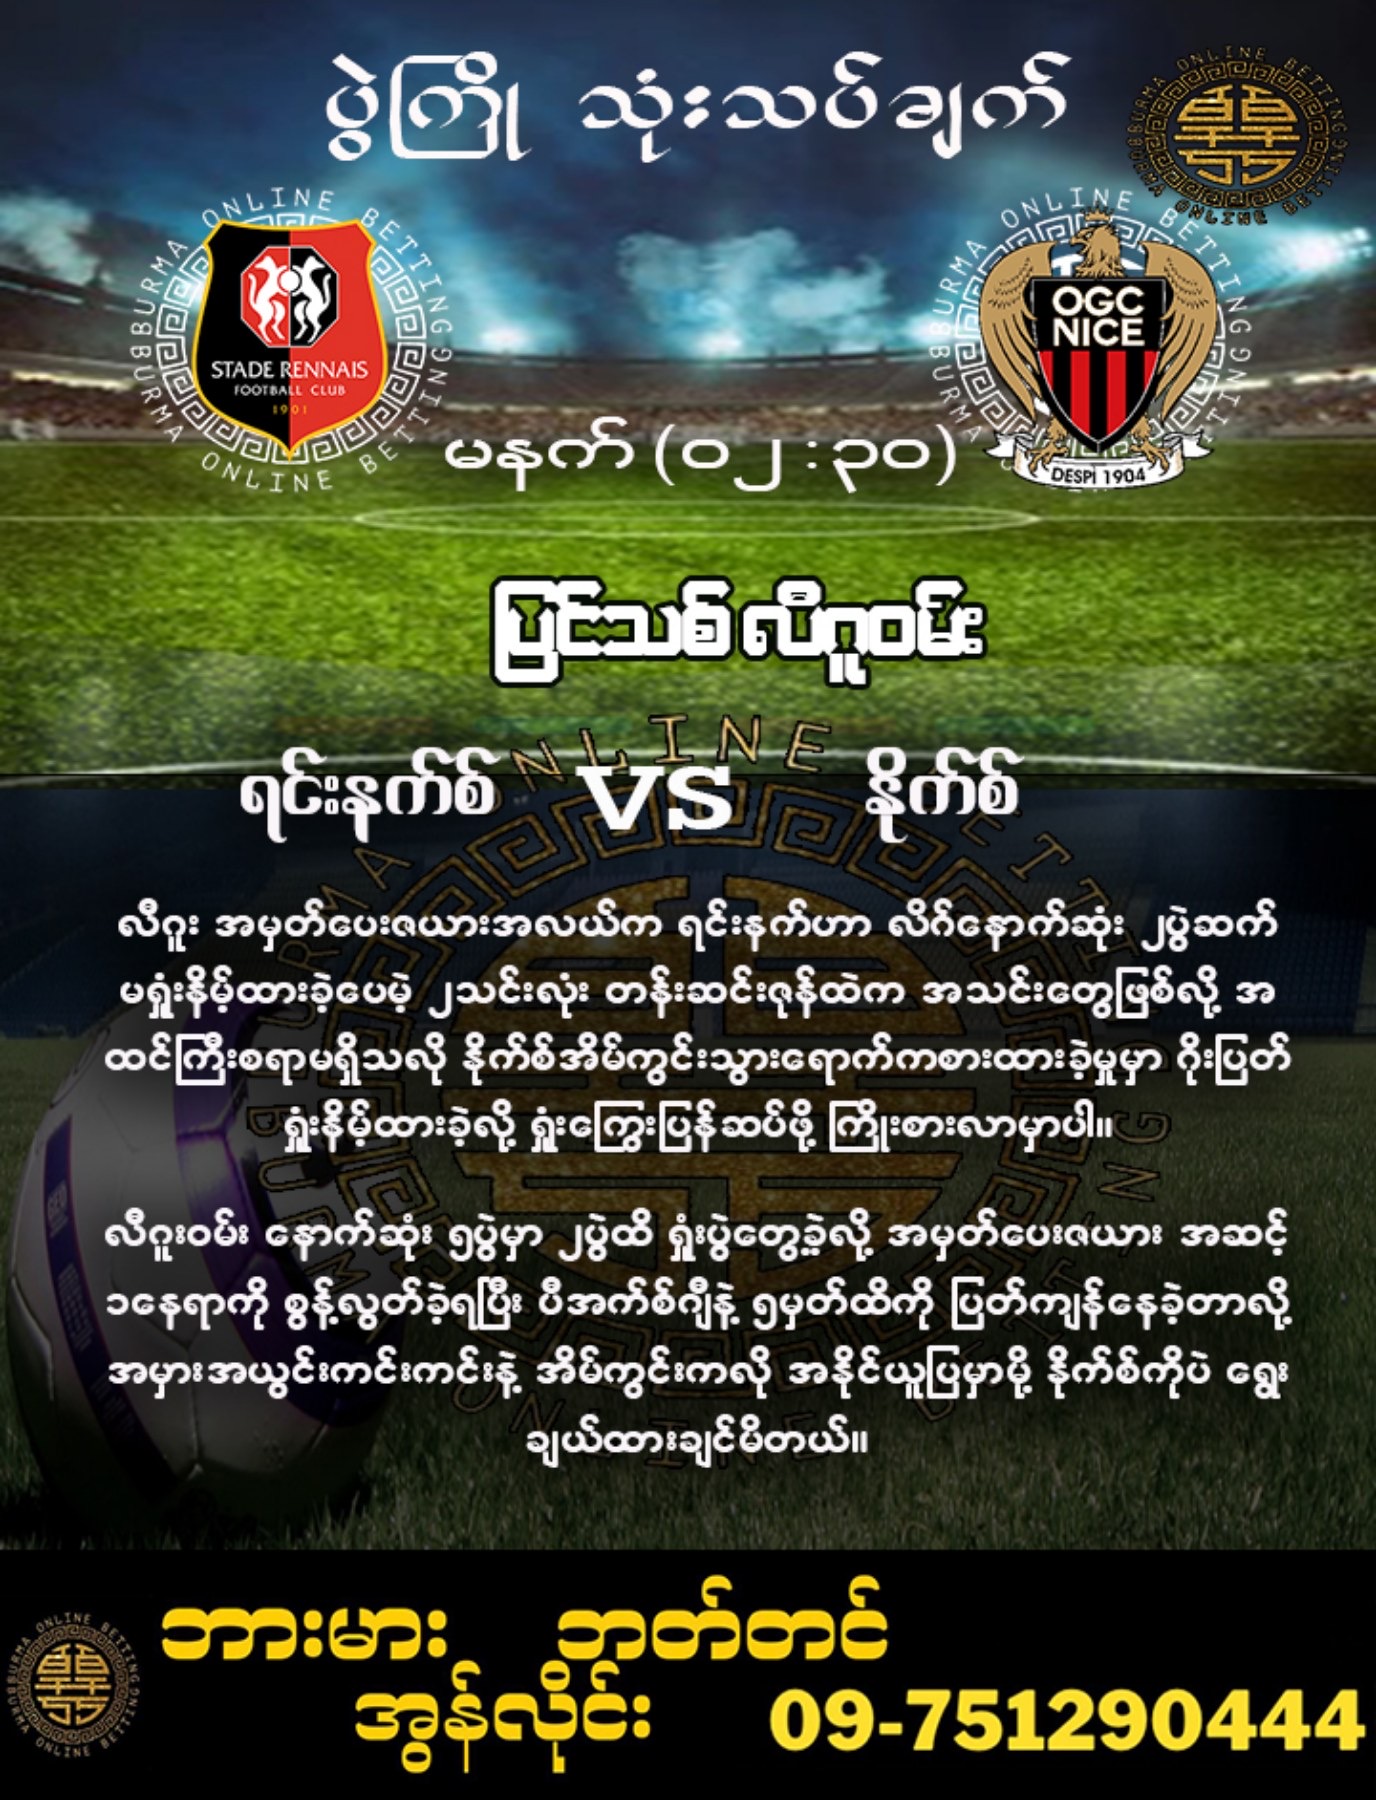 ပွဲကြို သုံးသပ်ချက်
BURMA ONLINE BETTING
STADE RENNAIS
FOOTBALL CLUB
1901
OGC
NICE
DESPI 1904
မနက် (၀၂:၃၀)
ပြင်သစ် လီဂူဝမ်း
ရင်းနက်စ် VS နိုက်စ်
လီဂူး အမှတ်ပေးဇယားအလယ်က ရင်းနက်ဟာ လိဂ်နောက်ဆုံး ၂ပွဲဆက်
မရှုံးနိမ့်ထားခဲ့ပေမဲ့ ၂သင်းလုံး တန်းဆင်းဇုန်ထဲက အသင်းတွေဖြစ်လို့ အ
ထင်ကြီးစရာမရှိသလို နိုက်စ်အိမ်ကွင်းသွားရောက်ကစားထားခဲ့မှုမှာ ဂိုးပြတ်
ရှုံးနိမ့်ထားခဲ့လို့ ရှုံးကြွေးပြန်ဆပ်ဖို့ ကြိုးစားလာမှာပါ။
လီဂူးဝမ်း နောက်ဆုံး ၅ပွဲမှာ ၂ပွဲထိ ရှုံးပွဲတွေ့ခဲ့လို့ အမှတ်ပေးဇယား အဆင့်
၁နေရာကို စွန့်လွှတ်ခဲ့ရပြီး ပီအက်စ်ဂျီနဲ့ ၅မှတ်ထိကို ပြတ်ကျန်နေခဲ့တာလို့
အမှားအယွင်းကင်းကင်းနဲ့ အိမ်ကွင်းကလို အနိုင်ယူပြမှာမို့ နိုက်စ်ကိုပဲ ရွေး
ချယ်ထားချင်မိတယ်။
ဘားမား ဘတ်တင်
အွန်လိုင်း 09-751290444